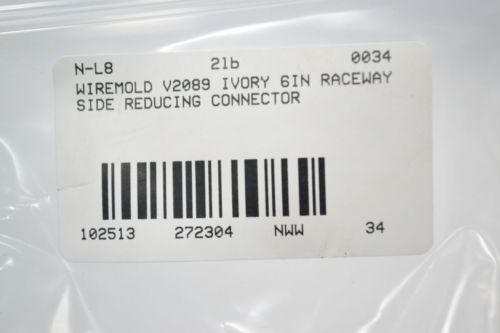 N-L8 21b 0034
WIREMOLD V2089 IVORY 6IN RACEWAY
SIDE REDUCING CONNECTOR
102513 272304 NWW 34